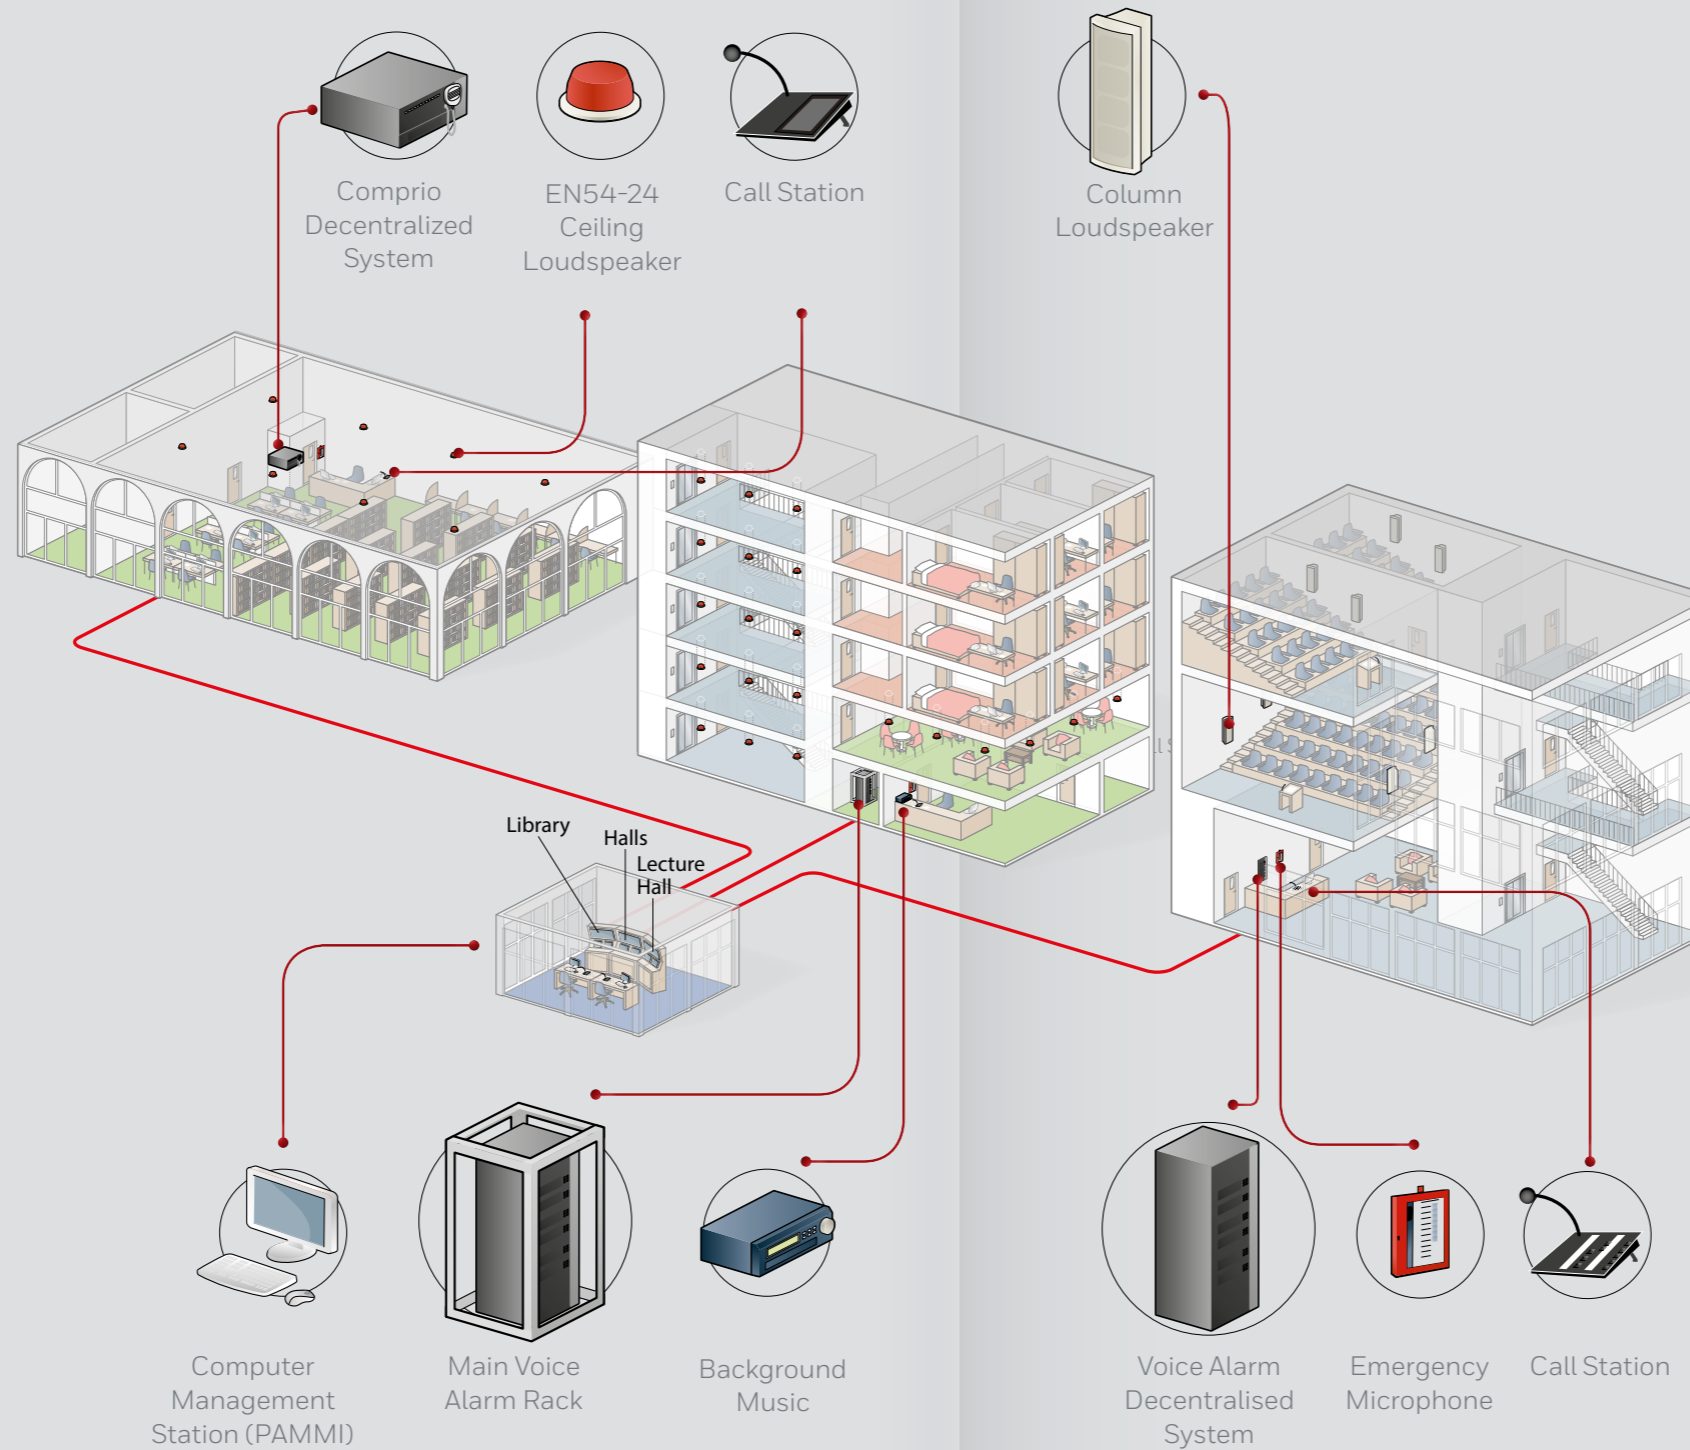 Comprio
Decentralized
System
EN54-24
Ceiling
Loudspeaker
Call Station
Column
Loudspeaker
Library
Halls
Lecture
Hall
Computer
Management
Station (PAMMI)
Main Voice
Alarm Rack
Background
Music
Voice Alarm
Decentralised
System
Emergency
Microphone
Call Station